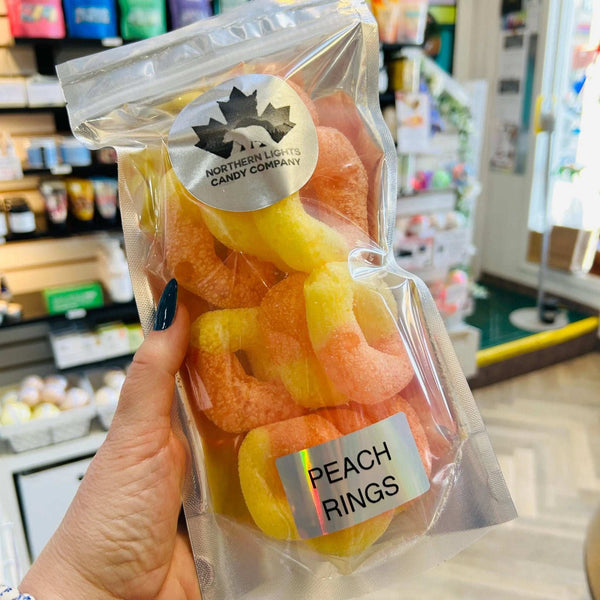 NORTHERN LIGHTS
CANDY COMPANY
PEACH
RINGS